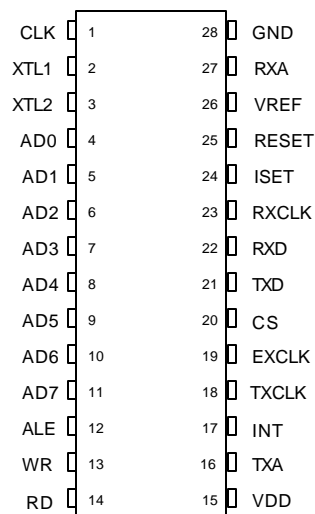 CLK 1 28 GND
XTL1 2 27 RXA
XTL2 3 26 VREF
AD0 4 25 RESET
AD1 5 24 ISET
AD2 6 23 RXCLK
AD3 7 22 RXD
AD4 8 21 TXD
AD5 9 20 CS
AD6 10 19 EXCLK
AD7 11 18 TXCLK
ALE 12 17 INT
WR 13 16 TXA
RD 14 15 VDD